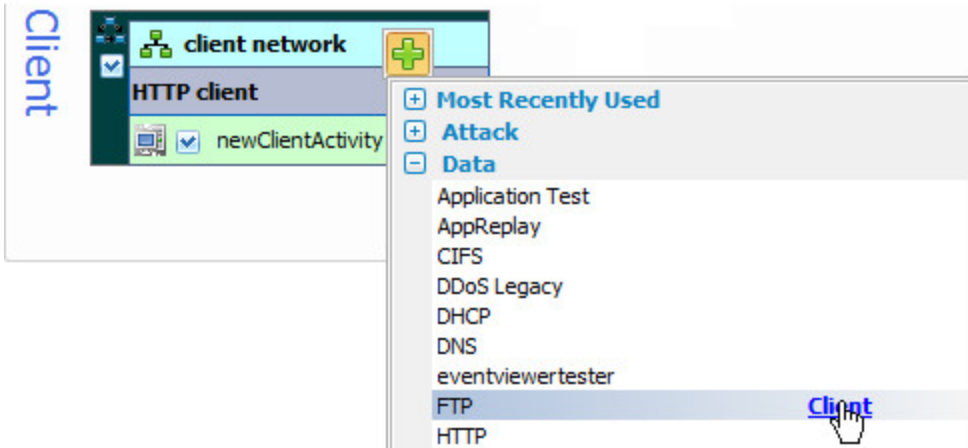 Client
client network
HTTP client
newClientActivity
Most Recently Used
Attack
Data
Application Test
AppReplay
CIFS
DDoS Legacy
DHCP
DNS
eventviewertester
FTP Client
HTTP